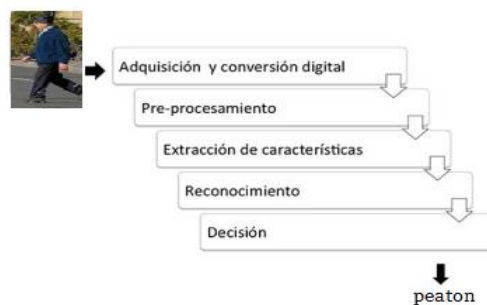 Adquisición y conversión digital
Pre-procesamiento
Extracción de características
Reconocimiento
Decisión
peaton